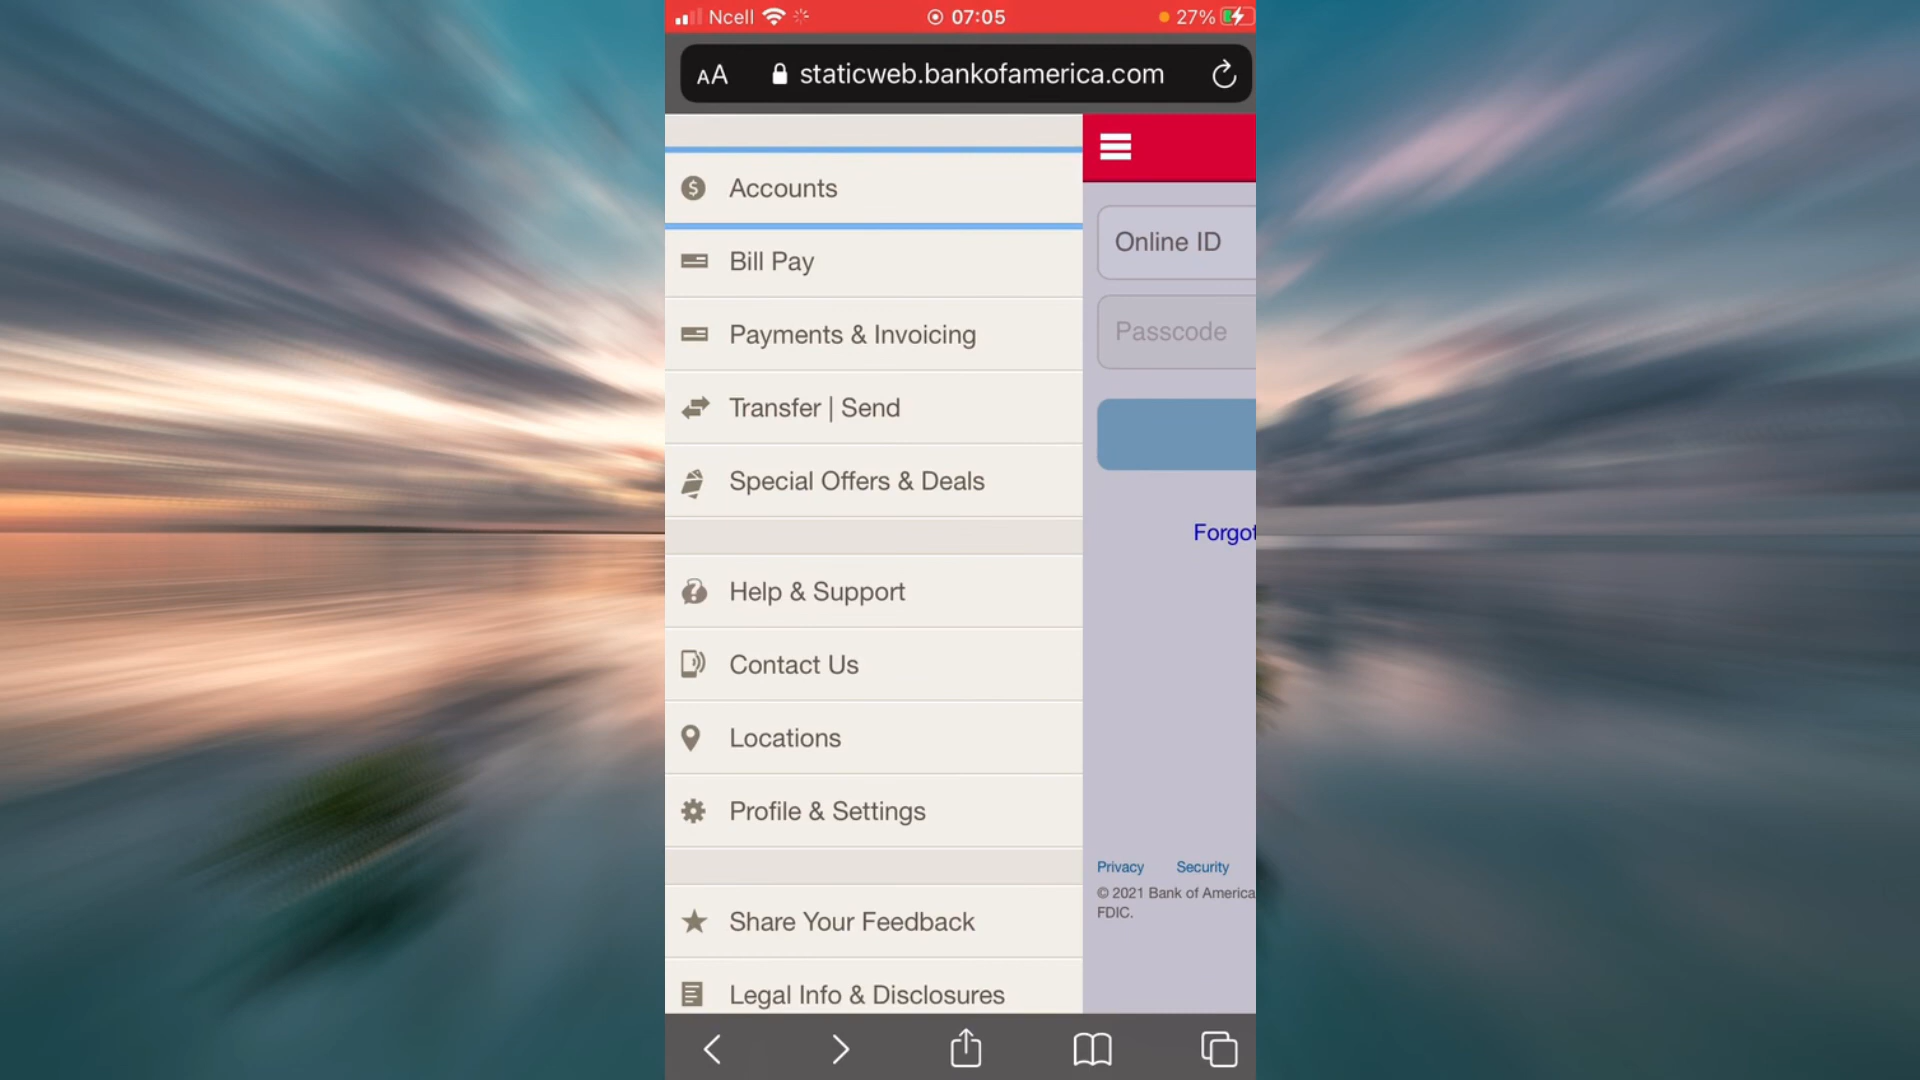 Ncell 07:05 27%
AA staticweb.bankofamerica.com
Accounts
Bill Pay
Payments & Invoicing
Transfer | Send
Special Offers & Deals
Help & Support
Contact Us
Locations
Profile & Settings
Share Your Feedback
Legal Info & Disclosures
Online ID
Passcode
Forgot
Privacy Security
© 2021 Bank of America
FDIC.